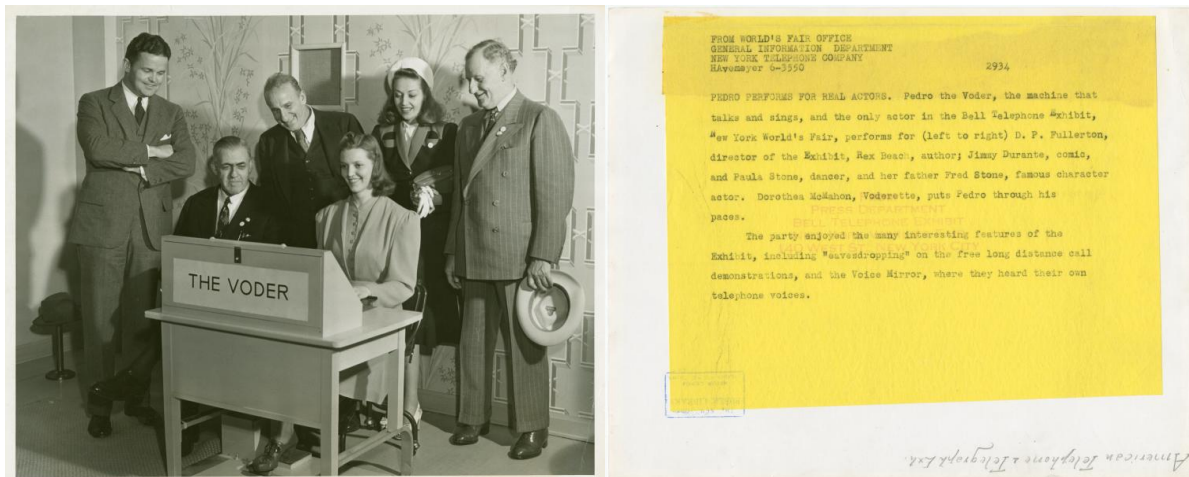 THE VODER
FROM WORLD'S FAIR OFFICE
GENERAL INFORMATION DEPARTMENT
NEW YORK TELEPHONE COMPANY
HAvemeyer 6-3550 2934
PEDRO PERFORMS FOR REAL ACTORS. Pedro the Voder, the machine that
talks and sings, and the only actor in the Bell Telephone Exhibit,
New York World's Fair, performs for (left to right) D. P. Fullerton,
director of the Exhibit, Rex Beach, author; Jimmy Durante, comic,
and Paula Stone, dancer, and her father Fred Stone, famous character
actor. Dorothea McMahon, Voderette, puts Pedro through his
paces.
PRESS DEPARTMENT
BELL TELEPHONE EXHIBIT
The party enjoyed the many interesting features of the
140 WEST ST. NEW YORK CITY
Exhibit, including "eavesdropping" on the free long distance call
demonstrations, and the Voice Mirror, where they heard their own
telephone voices.
American Telephone & Telegraph Exh.